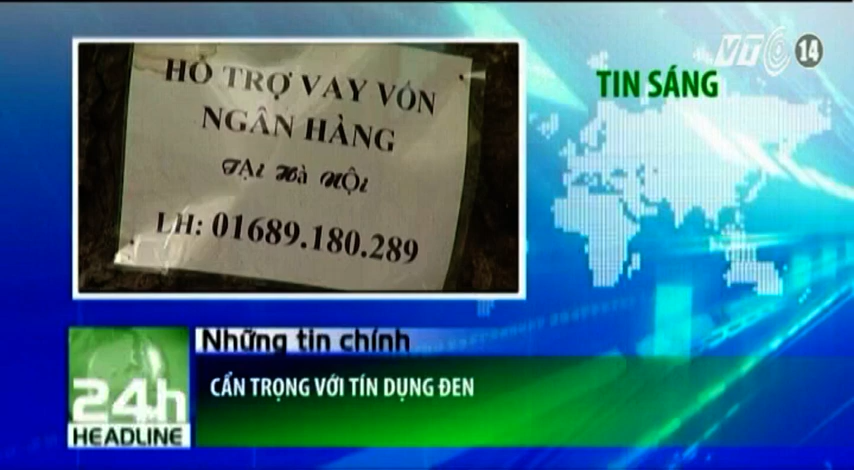 VTC 14
TIN SÁNG
HỖ TRỢ VAY VỐN
NGÂN HÀNG
TẠi Hà NỘi
LH: 01689.180.289
Những tin chính
CẨN TRỌNG VỚI TÍN DỤNG ĐEN
24h
HEADLINE